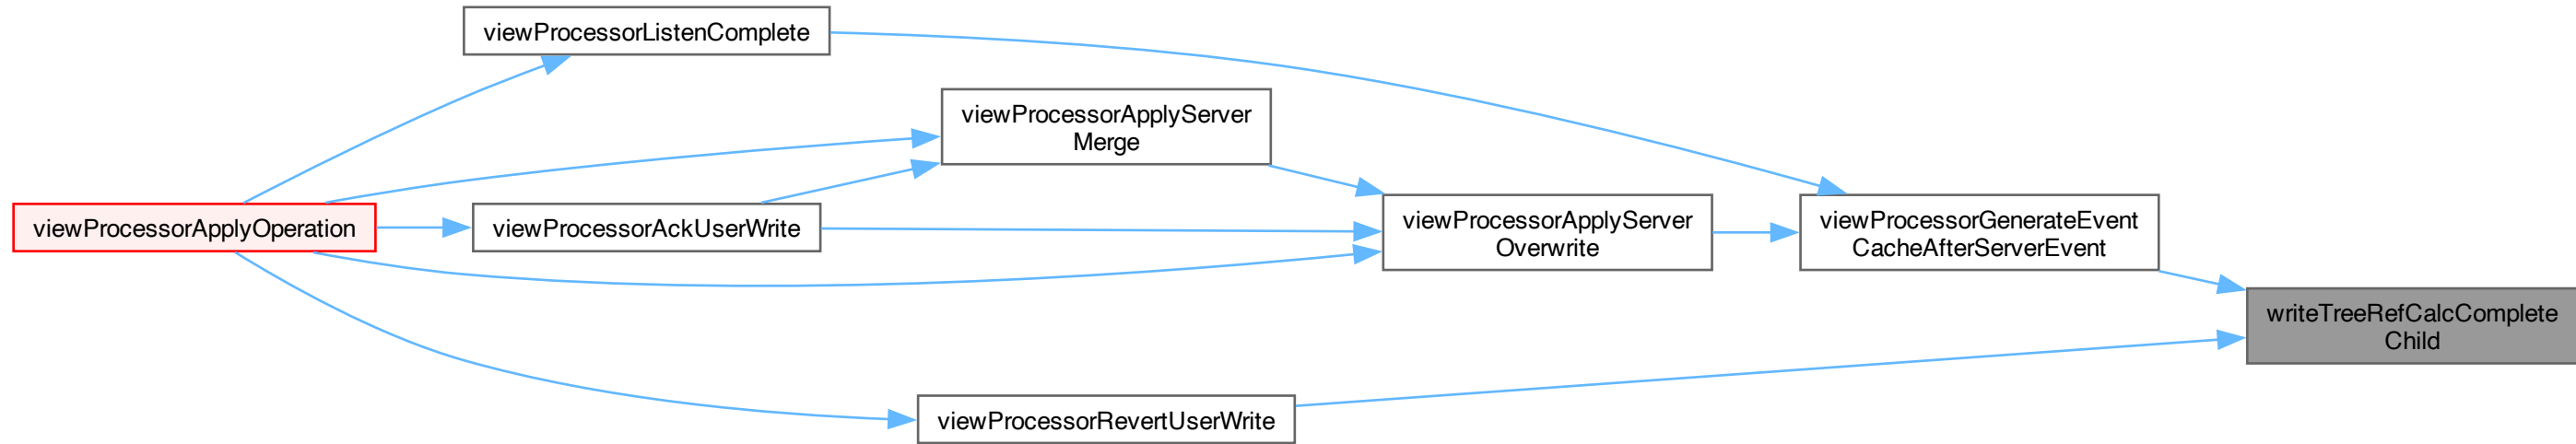 viewProcessorListenComplete
viewProcessorApplyServer
Merge
viewProcessorApplyOperation
viewProcessorAckUserWrite
viewProcessorApplyServer
Overwrite
viewProcessorGenerateEvent
CacheAfterServerEvent
writeTreeRefCalcComplete
Child
viewProcessorRevertUserWrite